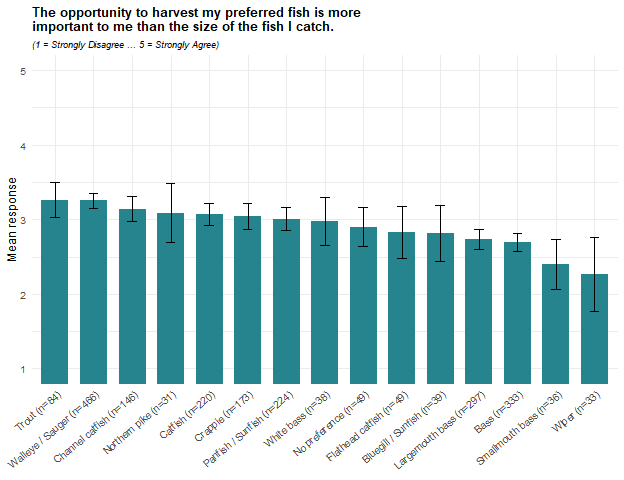 The opportunity to harvest my preferred fish is more
important to me than the size of the fish I catch.
(1 = Strongly Disagree ... 5 = Strongly Agree)
Mean response
5
4
3
2
1
Trout (n=84)
Walleye / Sauger (n=466)
Channel catfish (n=146)
Northern pike (n=31)
Catfish (n=220)
Crappie (n=173)
Panfish / Sunfish (n=224)
White bass (n=38)
No preference (n=49)
Flathead catfish (n=49)
Bluegill / Sunfish (n=39)
Largemouth bass (n=297)
Bass (n=333)
Smallmouth bass (n=36)
Wiper (n=33)